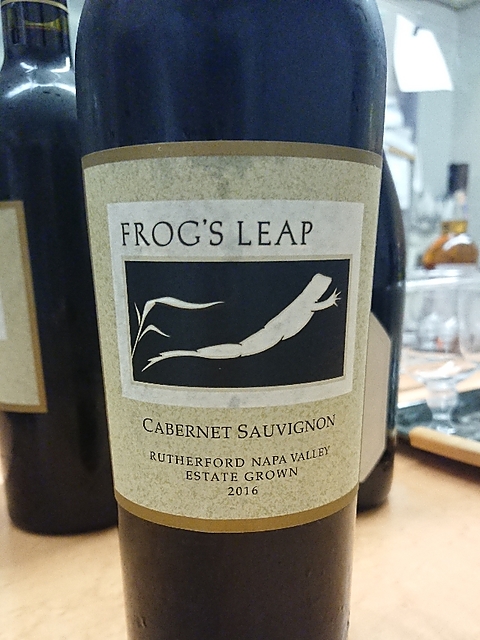 FROG'S LEAP
CABERNET SAUVIGNON
RUTHERFORD NAPA VALLEY
ESTATE GROWN
2016